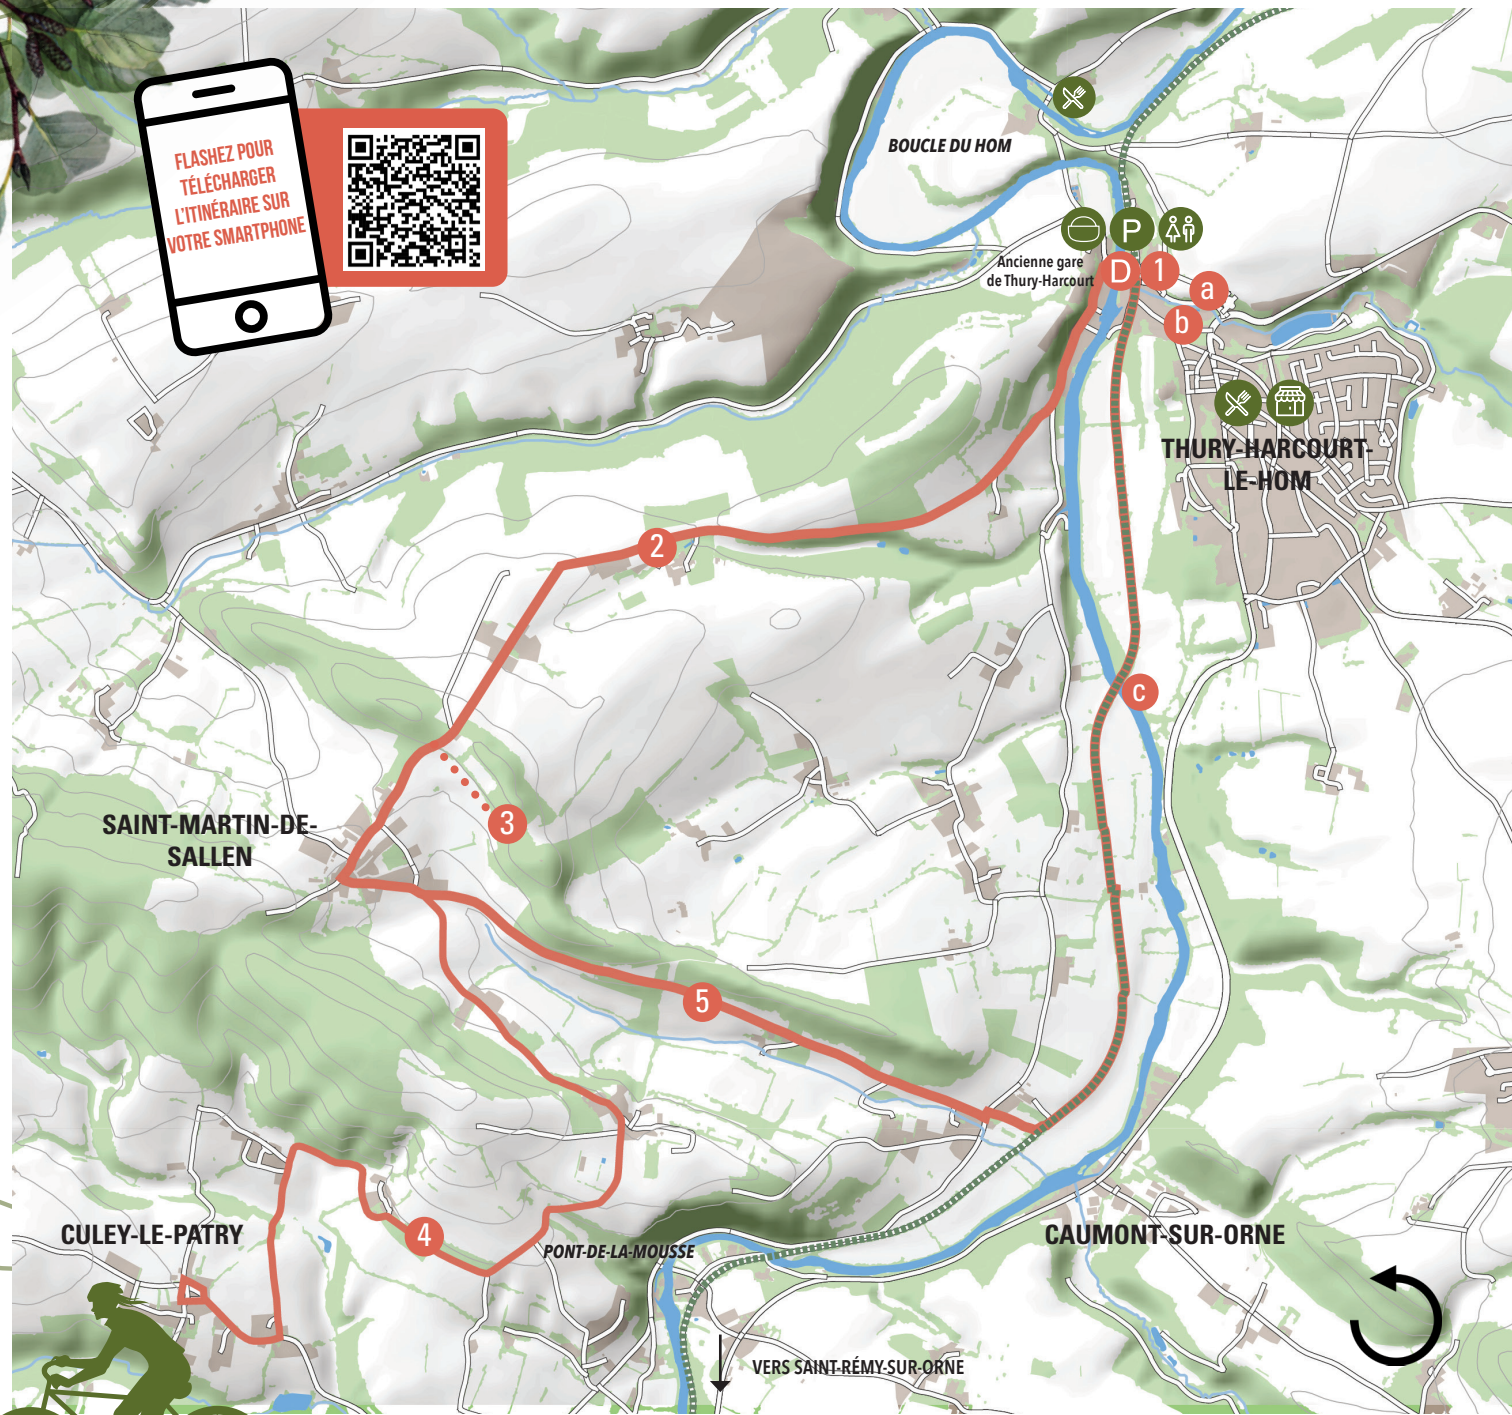 FLASHEZ POUR
TÉLÉCHARGER
L'ITINÉRAIRE SUR
VOTRE SMARTPHONE
BOUCLE DU HOM
P
Ancienne gare
de Thury-Harcourt
D
1
a
b
THURY-HARCOURT-
LE-HOM
2
c
3
SAINT-MARTIN-DE-
SALLEN
5
4
CULEY-LE-PATRY
PONT-DE-LA-MOUSSE
CAUMONT-SUR-ORNE
VERS SAINT-RÉMY-SUR-ORNE